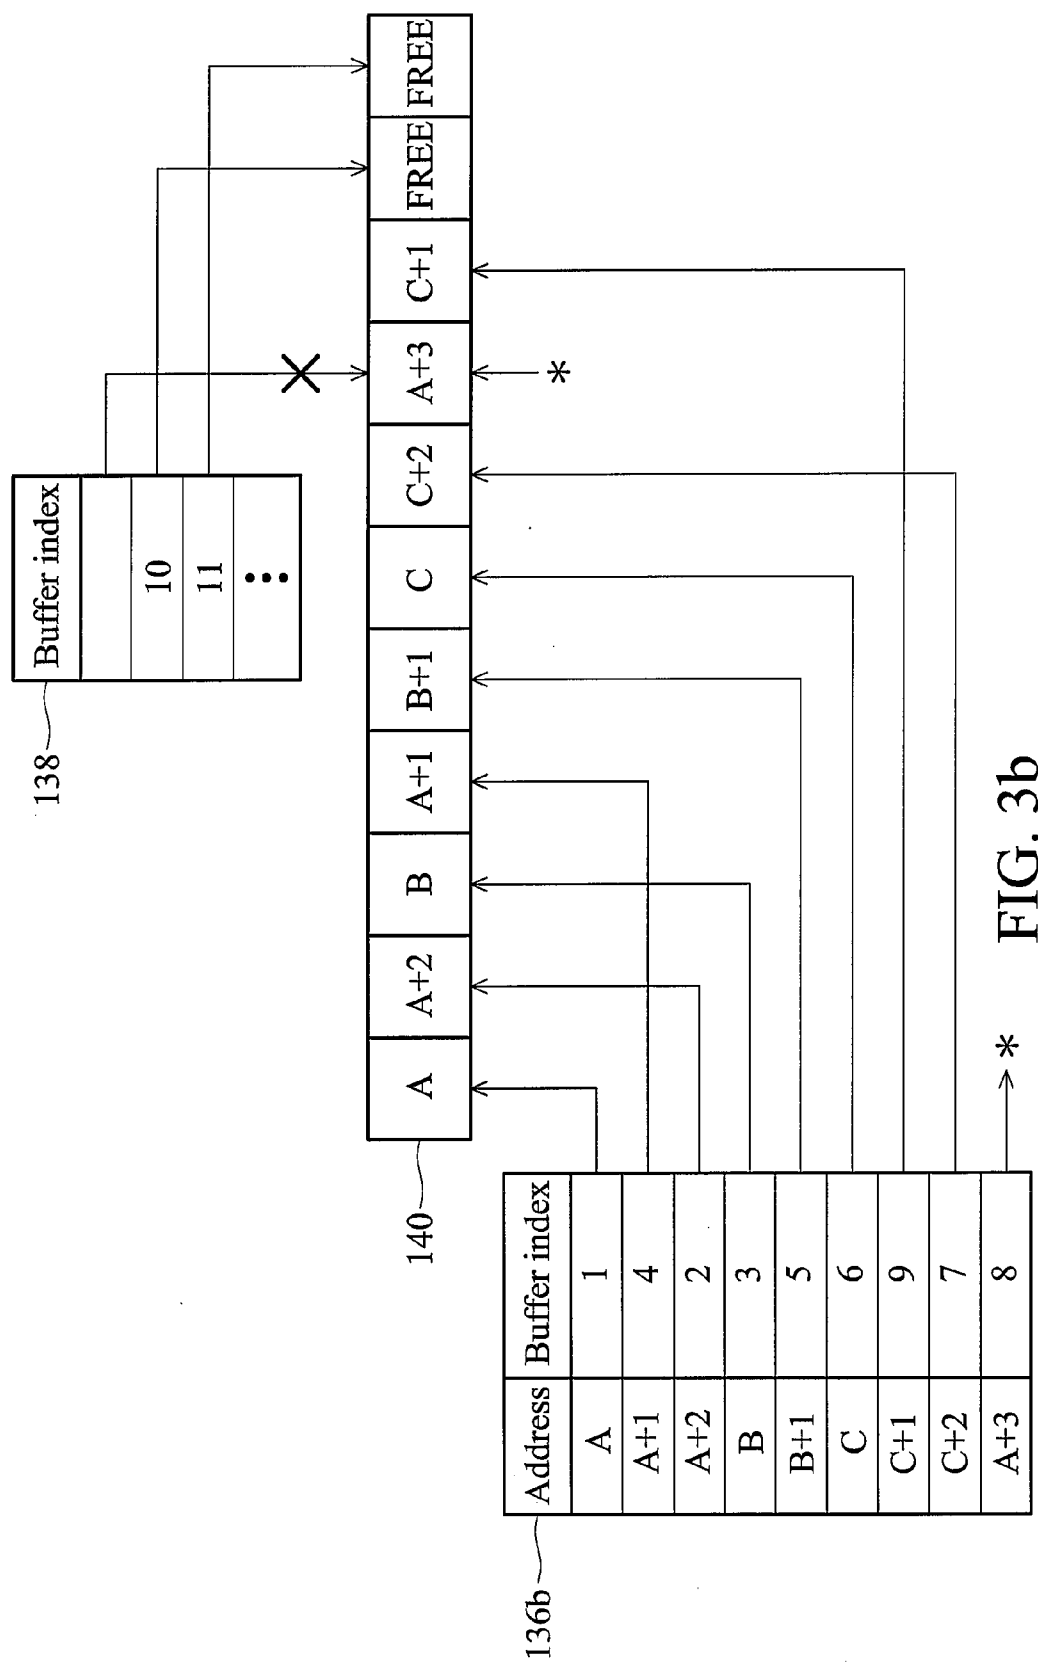 138
Buffer index
10
11
⋮
140
A A+2 B A+1 B+1 C C+2 A+3 C+1 FREE FREE
*
136b
Address Buffer index
A 1
A+1 4
A+2 2
B 3
B+1 5
C 6
C+1 9
C+2 7
A+3 8
*
FIG. 3b